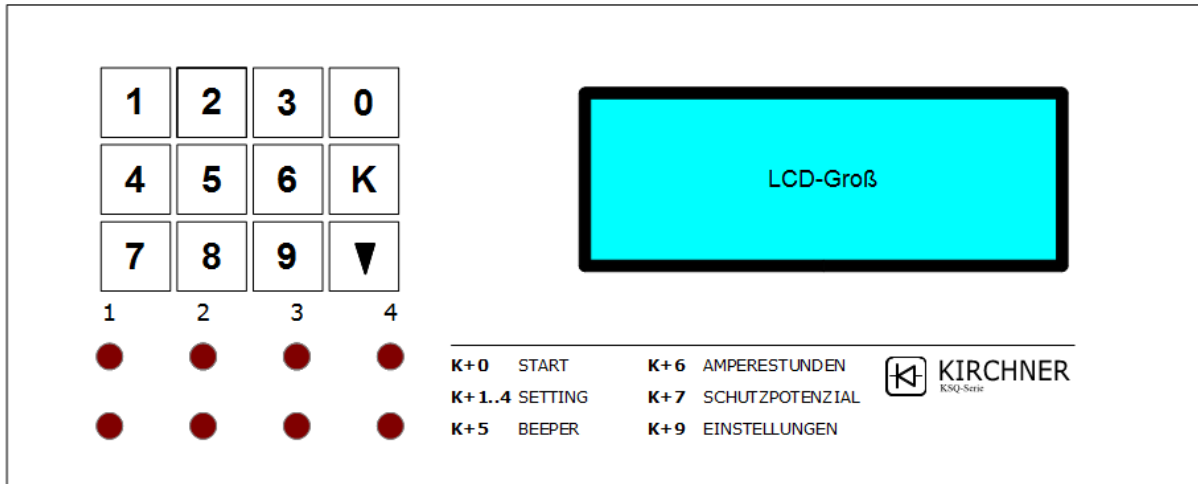 1 2 3 0
4 5 6 K
7 8 9 ▼
1 2 3 4
LCD-Groß
K+0 START
K+1..4 SETTING
K+5 BEEPER
K+6 AMPERESTUNDEN
K+7 SCHUTZPOTENZIAL
K+9 EINSTELLUNGEN
KIRCHNER
KSQ-Serie